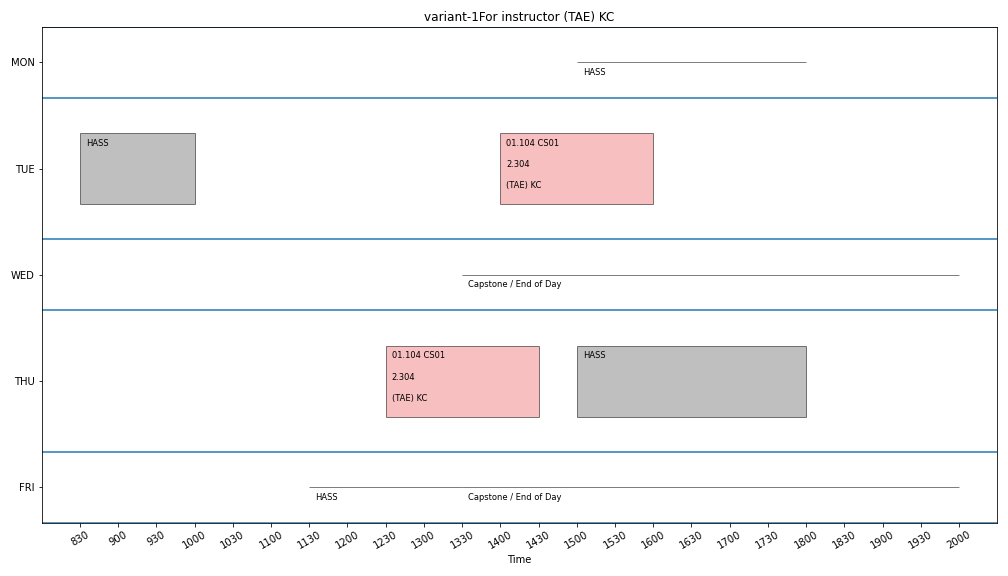 variant-1For instructor (TAE) KC
MON
HASS
TUE
HASS
01.104 CS01
2.304
(TAE) KC
WED
Capstone / End of Day
THU
01.104 CS01
2.304
(TAE) KC
HASS
FRI
HASS
Capstone / End of Day
830 900 930 1000 1030 1100 1130 1200 1230 1300 1330 1400 1430 1500 1530 1600 1630 1700 1730 1800 1830 1900 1930 2000
Time